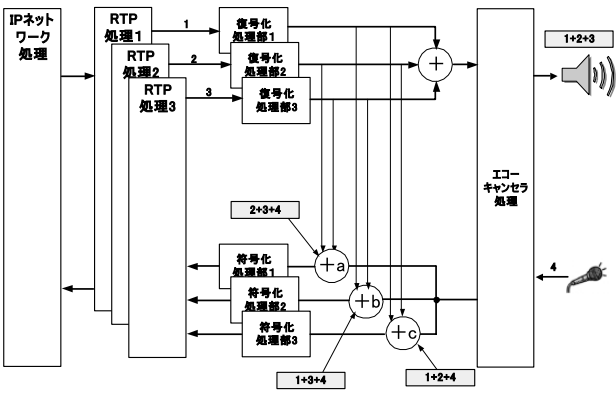 IPネット
ワーク
処理
RTP
処理1
RTP
処理2
RTP
処理3
1
2
3
復号化
処理部1
復号化
処理部2
復号化
処理部3
+
1+2+3
エコー
キャンセラ
処理
4
2+3+4
+a
+b
+c
符号化
処理部1
符号化
処理部2
符号化
処理部3
1+3+4
1+2+4